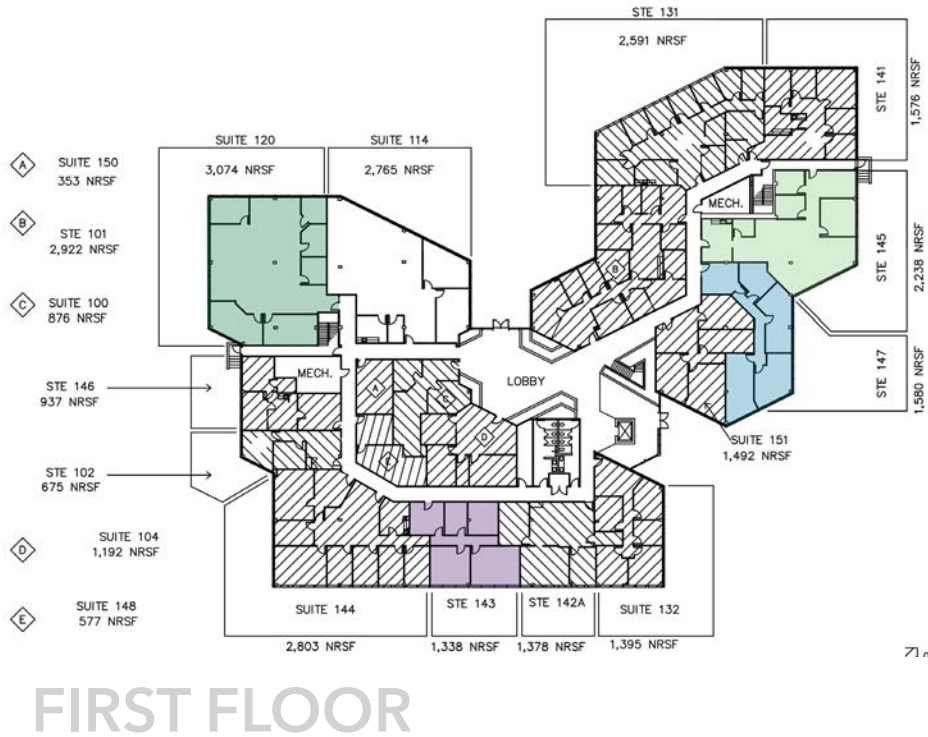 STE 131
2,591 NRSF
STE 141
1,576 NRSF
SUITE 120
3,074 NRSF
SUITE 114
2,765 NRSF
A
SUITE 150
353 NRSF
B
STE 101
2,922 NRSF
C
SUITE 100
876 NRSF
MECH.
B
STE 145
2,238 NRSF
STE 147
1,580 NRSF
MECH.
LOBBY
A
C
D
E
STE 146
937 NRSF
STE 102
675 NRSF
SUITE 151
1,492 NRSF
D
SUITE 104
1,192 NRSF
E
SUITE 148
577 NRSF
SUITE 144
2,803 NRSF
STE 143
1,338 NRSF
STE 142A
1,378 NRSF
SUITE 132
1,395 NRSF
FIRST FLOOR